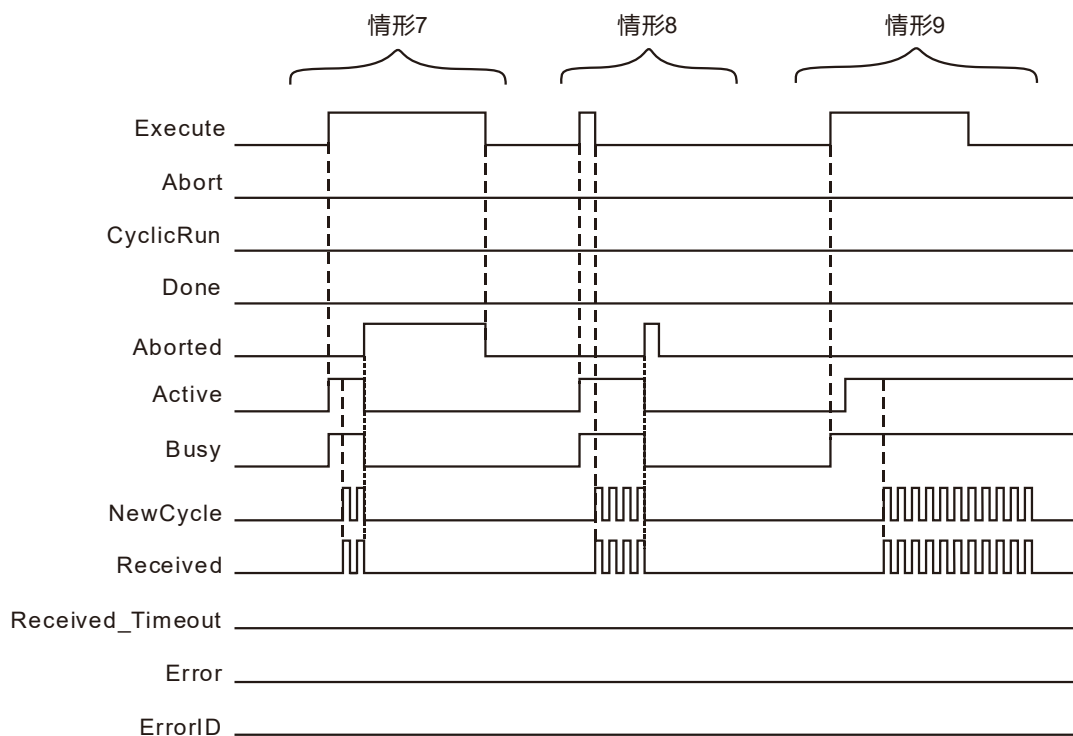 情形7 情形8 情形9
Execute
Abort
CyclicRun
Done
Aborted
Active
Busy
NewCycle
Received
Received_Timeout
Error
ErrorID